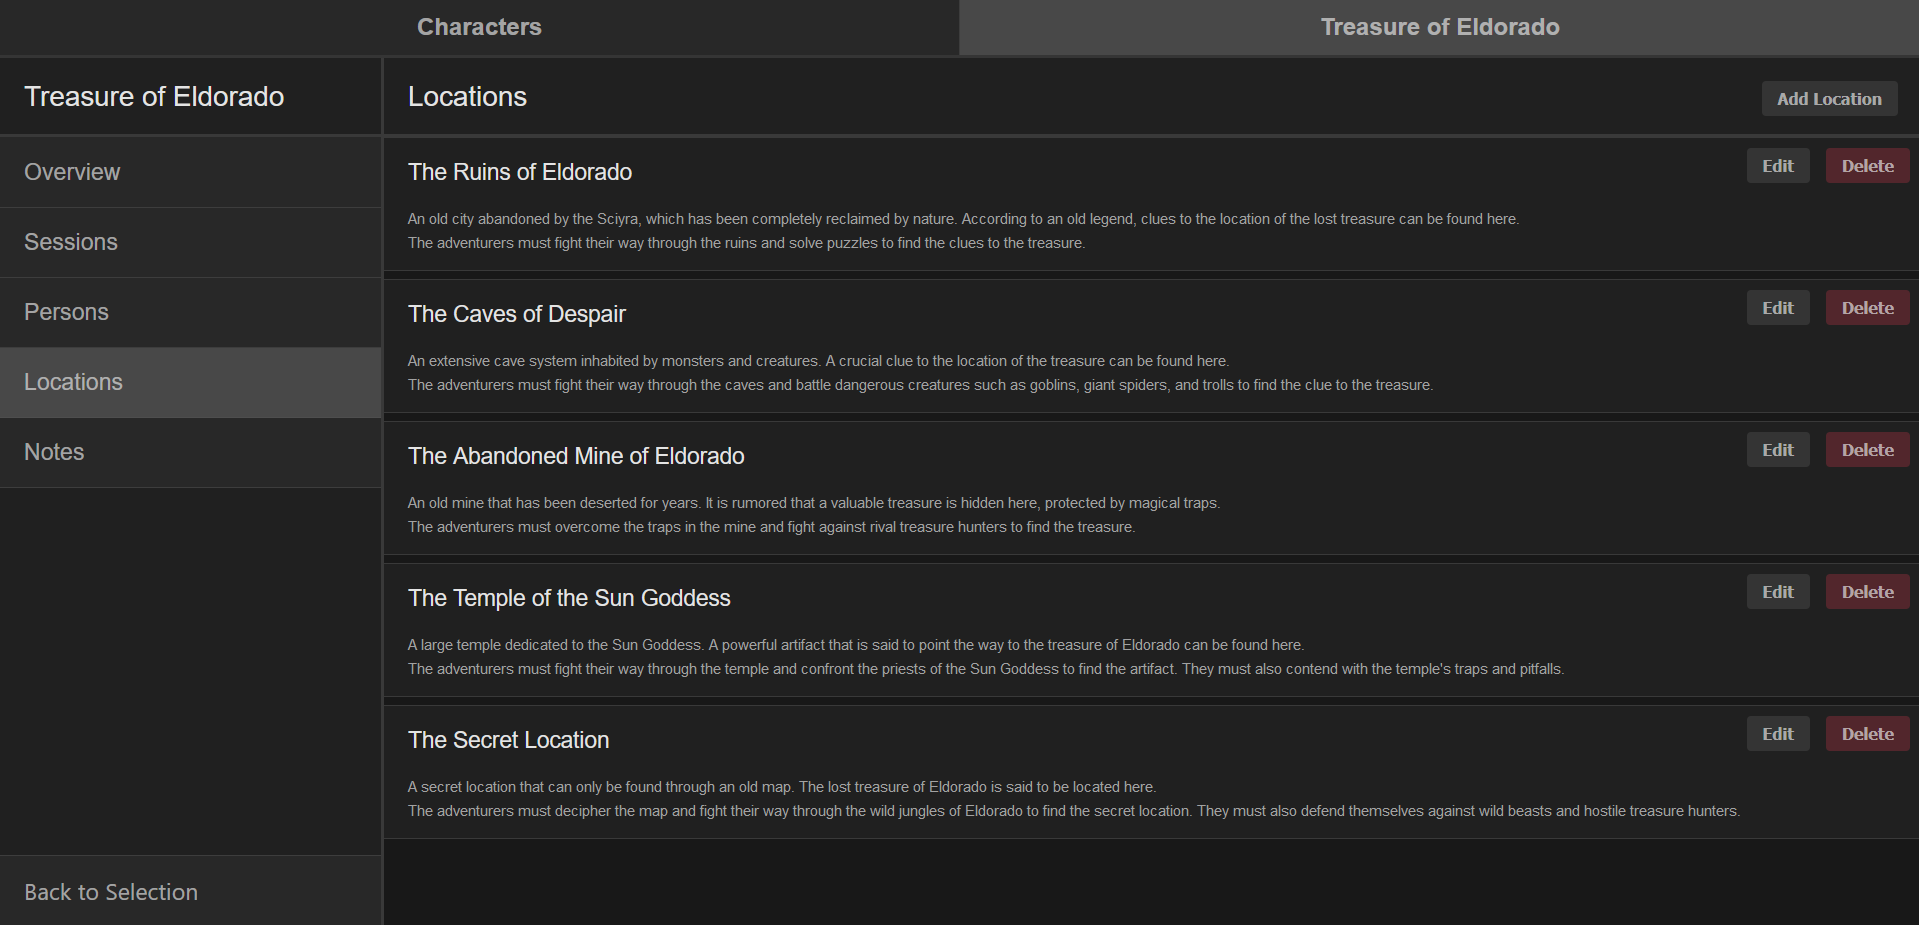 Characters
Treasure of Eldorado
Treasure of Eldorado
Overview
Sessions
Persons
Locations
Notes
Back to Selection
Locations
Add Location
The Ruins of Eldorado
Edit
Delete
An old city abandoned by the Sciyra, which has been completely reclaimed by nature. According to an old legend, clues to the location of the lost treasure can be found here.
The adventurers must fight their way through the ruins and solve puzzles to find the clues to the treasure.
The Caves of Despair
Edit
Delete
An extensive cave system inhabited by monsters and creatures. A crucial clue to the location of the treasure can be found here.
The adventurers must fight their way through the caves and battle dangerous creatures such as goblins, giant spiders, and trolls to find the clue to the treasure.
The Abandoned Mine of Eldorado
Edit
Delete
An old mine that has been deserted for years. It is rumored that a valuable treasure is hidden here, protected by magical traps.
The adventurers must overcome the traps in the mine and fight against rival treasure hunters to find the treasure.
The Temple of the Sun Goddess
Edit
Delete
A large temple dedicated to the Sun Goddess. A powerful artifact that is said to point the way to the treasure of Eldorado can be found here.
The adventurers must fight their way through the temple and confront the priests of the Sun Goddess to find the artifact. They must also contend with the temple's traps and pitfalls.
The Secret Location
Edit
Delete
A secret location that can only be found through an old map. The lost treasure of Eldorado is said to be located here.
The adventurers must decipher the map and fight their way through the wild jungles of Eldorado to find the secret location. They must also defend themselves against wild beasts and hostile treasure hunters.